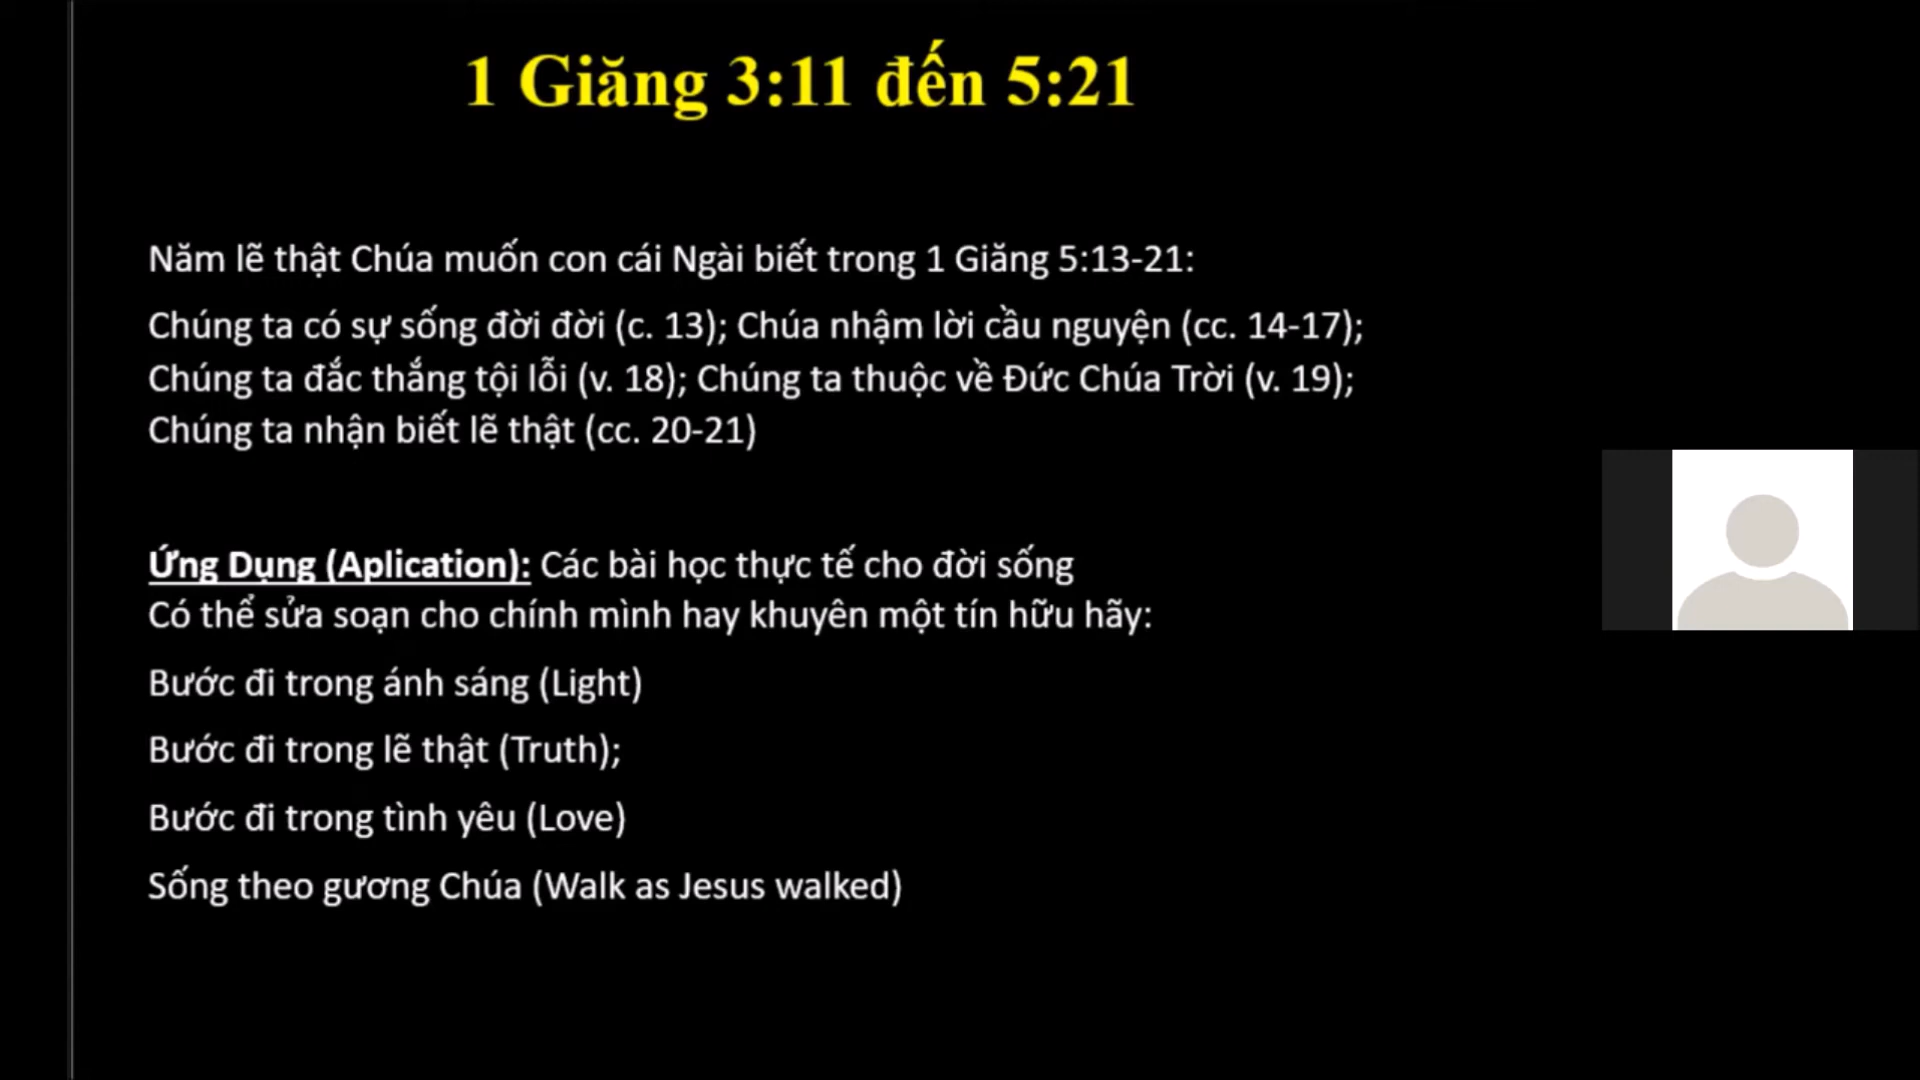 1 Giăng 3:11 đến 5:21
Năm lẽ thật Chúa muốn con cái Ngài biết trong 1 Giăng 5:13-21:
Chúng ta có sự sống đời đời (c. 13); Chúa nhậm lời cầu nguyện (cc. 14-17);
Chúng ta đắc thắng tội lỗi (v. 18); Chúng ta thuộc về Đức Chúa Trời (v. 19);
Chúng ta nhận biết lẽ thật (cc. 20-21)
Ứng Dụng (Aplication): Các bài học thực tế cho đời sống
Có thể sửa soạn cho chính mình hay khuyên một tín hữu hãy:
Bước đi trong ánh sáng (Light)
Bước đi trong lẽ thật (Truth);
Bước đi trong tình yêu (Love)
Sống theo gương Chúa (Walk as Jesus walked)